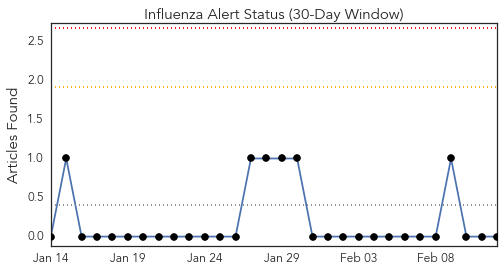 Influenza Alert Status (30-Day Window)
Articles Found
2.5
2.0
1.5
1.0
0.5
0.0
Jan 14 Jan 19 Jan 24 Jan 29 Feb 03 Feb 08